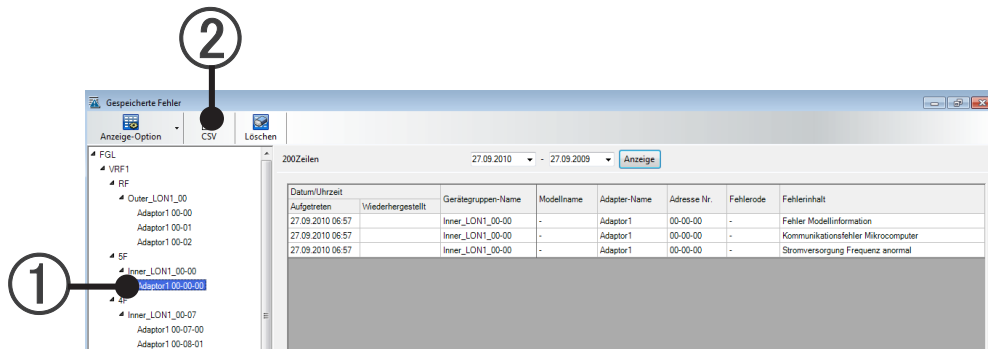 ②
Gespeicherte Fehler
Anzeige-Option CSV Löschen
FGL
VRF1
RF
Outer_LON1_00
Adaptor1 00-00
Adaptor1 00-01
Adaptor1 00-02
5F
Inner_LON1_00-00
Adaptor1 00-00-00
4F
Inner_LON1_00-07
Adaptor1 00-07-00
Adaptor1 00-08-01
①
200Zeilen 27.09.2010 - 27.09.2009 Anzeige
Datum/Uhrzeit Gerätegruppen-Name Modellname Adapter-Name Adresse Nr. Fehlerode Fehlerinhalt
Aufgetreten Wiederhergestellt
27.09.2010 06:57 Inner_LON1_00-00 - Adaptor1 00-00-00 - Fehler Modellinformation
27.09.2010 06:57 Inner_LON1_00-00 - Adaptor1 00-00-00 - Kommunikationsfehler Mikrocomputer
27.09.2010 06:57 Inner_LON1_00-00 - Adaptor1 00-00-00 - Stromversorgung Frequenz anormal